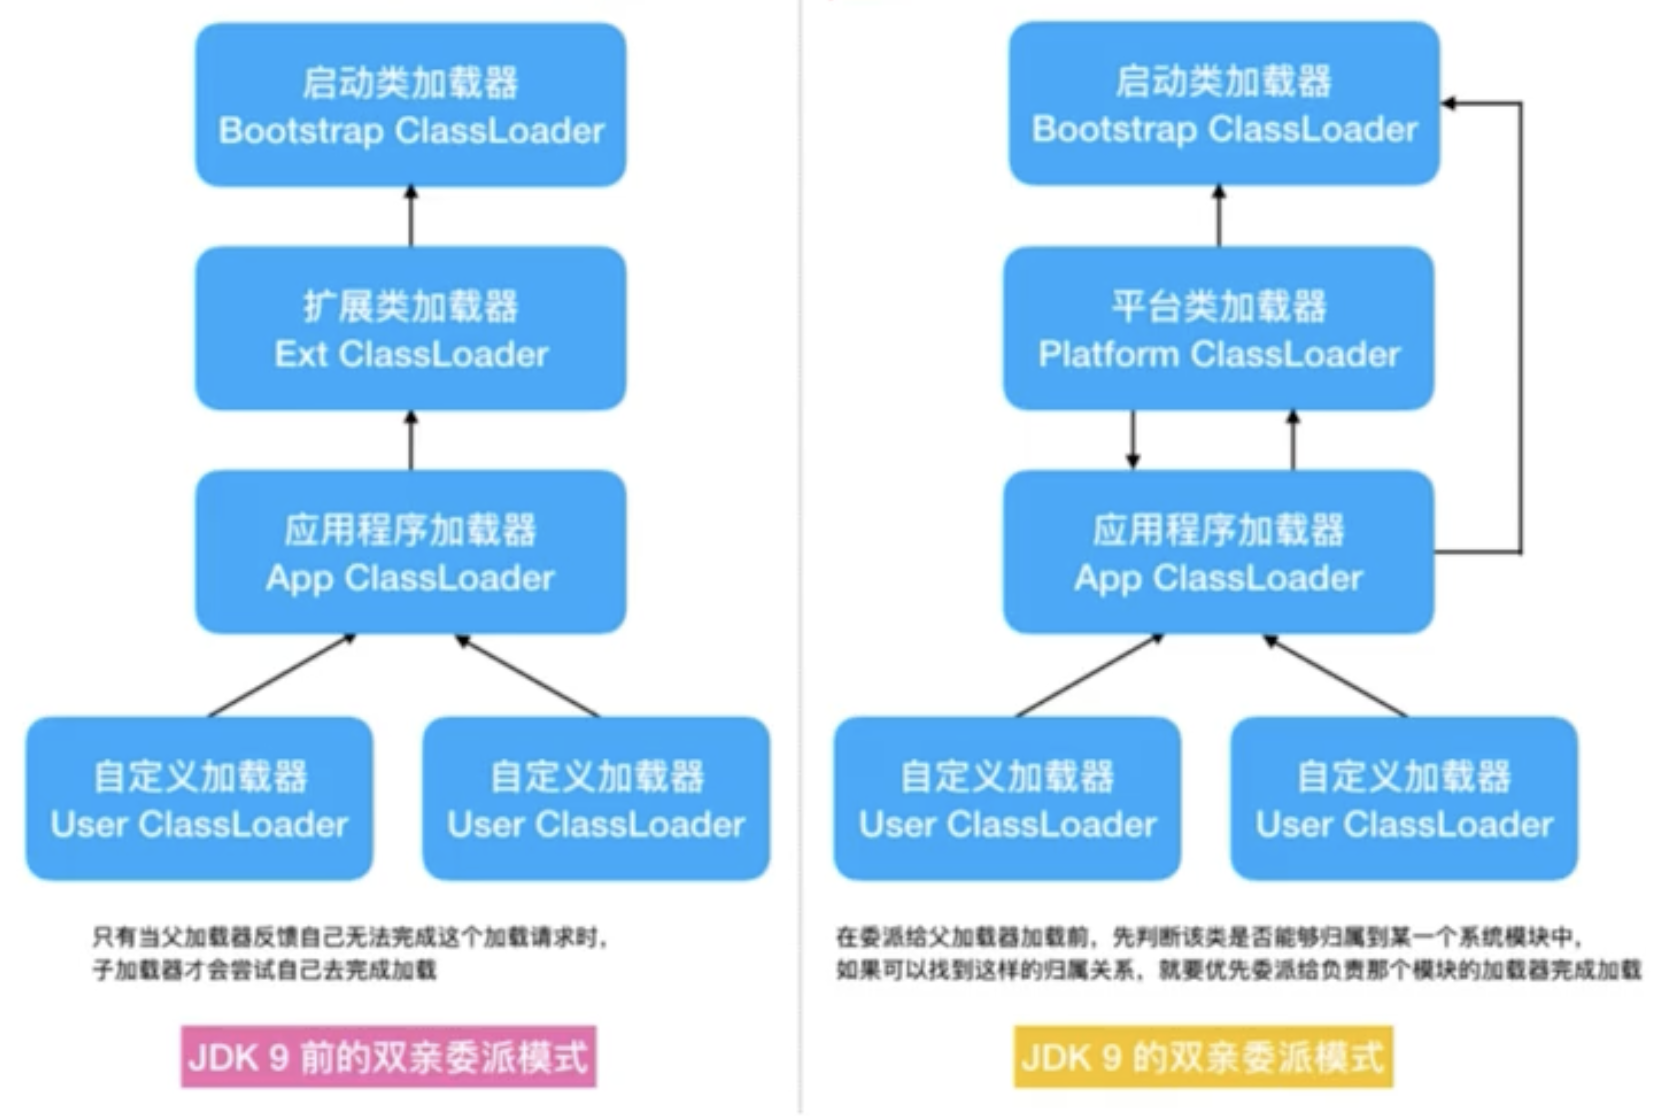 启动类加载器
Bootstrap ClassLoader
扩展类加载器
Ext ClassLoader
应用程序加载器
App ClassLoader
自定义加载器
User ClassLoader
自定义加载器
User ClassLoader
只有当父加载器反馈自己无法完成这个加载请求时，
子加载器才会尝试自己去完成加载
JDK 9 前的双亲委派模式
启动类加载器
Bootstrap ClassLoader
平台类加载器
Platform ClassLoader
应用程序加载器
App ClassLoader
自定义加载器
User ClassLoader
自定义加载器
User ClassLoader
在委派给父加载器加载前，先判断该类是否能够归属到某一个系统模块中，
如果可以找到这样的归属关系，就要优先委派给负责那个模块的加载器完成加载
JDK 9 的双亲委派模式